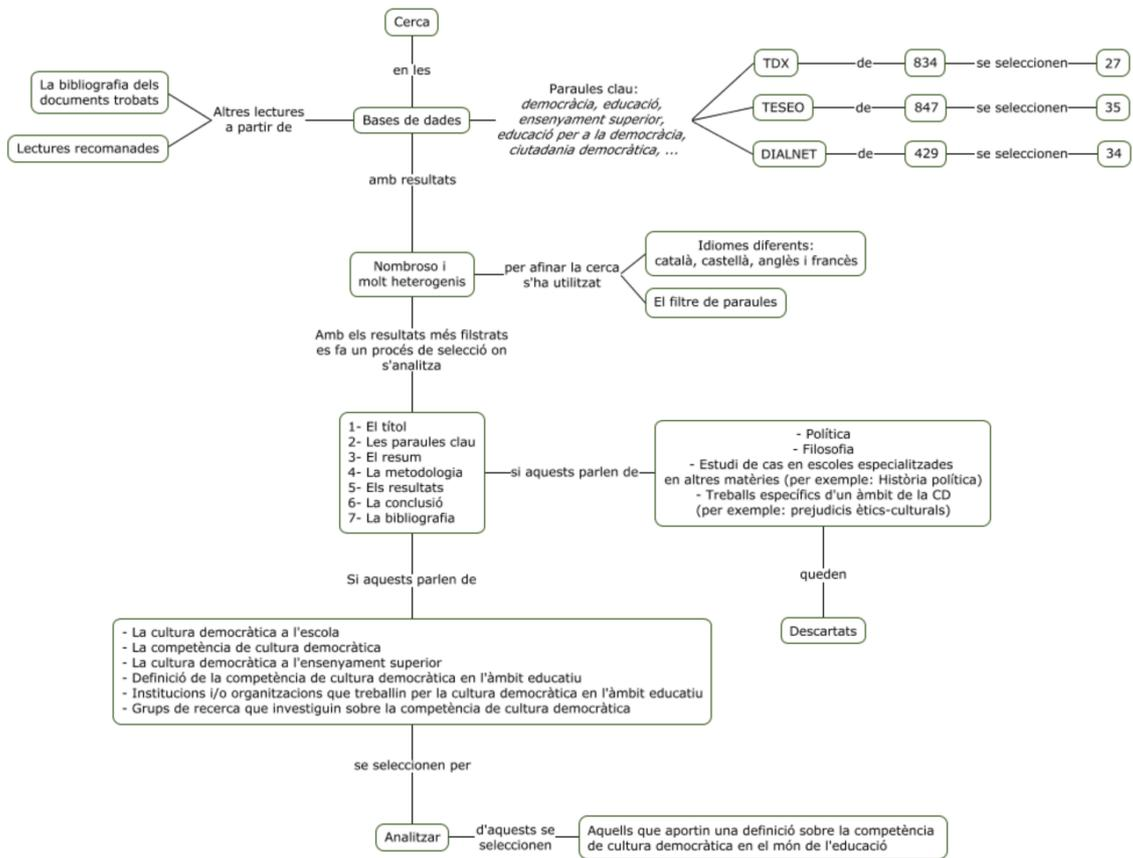 Cerca
en les
La bibliografia dels
documents trobats
Lectures recomanades
Altres lectures
a partir de
Bases de dades
Paraules clau:
democràcia, educació,
ensenyament superior,
educació per a la democràcia,
ciutadania democràtica, ...
TDX
de
834
se seleccionen
27
TESEO
de
847
se seleccionen
35
DIALNET
de
429
se seleccionen
34
amb resultats
Nombroso i
molt heterogenis
per afinar la cerca
s'ha utilitzat
Idiomes diferents:
català, castellà, anglès i francès
El filtre de paraules
Amb els resultats més filstrats
es fa un procés de selecció on
s'analitza
1- El títol
2- Les paraules clau
3- El resum
4- La metodologia
5- Els resultats
6- La conclusió
7- La bibliografia
si aquests parlen de
- Política
- Filosofia
- Estudi de cas en escoles especialitzades
en altres matèries (per exemple: Història política)
- Treballs específics d'un àmbit de la CD
(per exemple: prejudicis ètics-culturals)
queden
Descartats
Si aquests parlen de
- La cultura democràtica a l'escola
- La competència de cultura democràtica
- La cultura democràtica a l'ensenyament superior
- Definició de la competència de cultura democràtica en l'àmbit educatiu
- Institucions i/o organitzacions que treballin per la cultura democràtica en l'àmbit educatiu
- Grups de recerca que investiguin sobre la competència de cultura democràtica
se seleccionen per
Analitzar
d'aquests se
seleccionen
Aquells que aportin una definició sobre la competència
de cultura democràtica en el món de l'educació